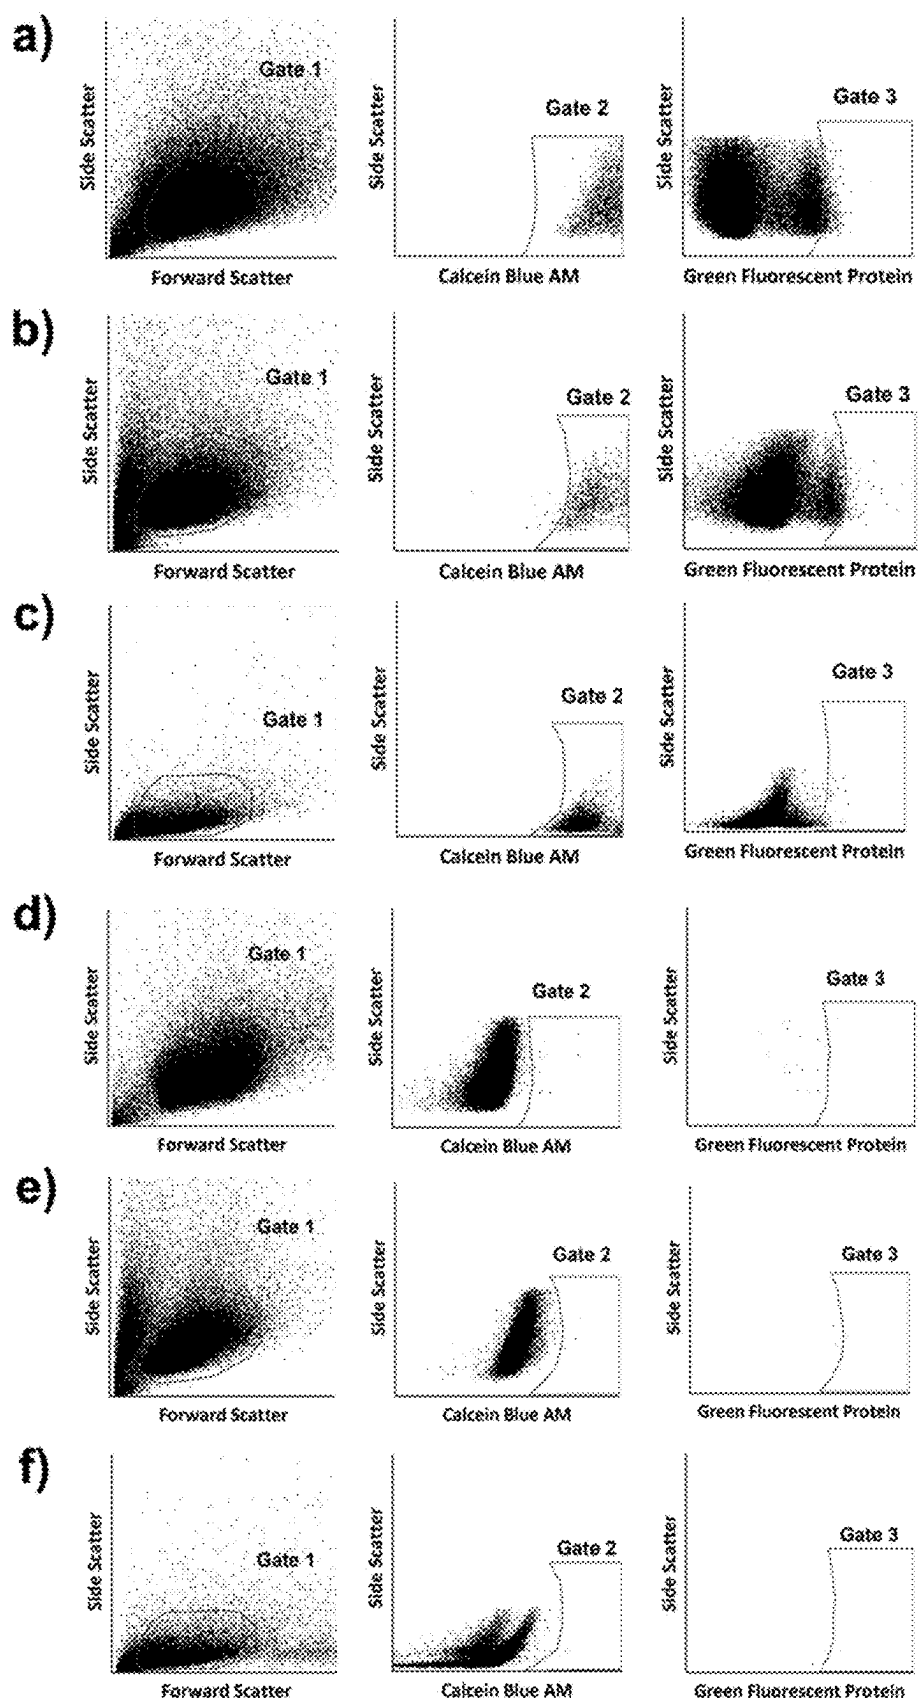 a)
Gate 1
Side Scatter
Forward Scatter
Gate 2
Side Scatter
Calcein Blue AM
Gate 3
Side Scatter
Green Fluorescent Protein
b)
Gate 1
Side Scatter
Forward Scatter
Gate 2
Side Scatter
Calcein Blue AM
Gate 3
Side Scatter
Green Fluorescent Protein
c)
Gate 1
Side Scatter
Forward Scatter
Gate 2
Side Scatter
Calcein Blue AM
Gate 3
Side Scatter
Green Fluorescent Protein
d)
Gate 1
Side Scatter
Forward Scatter
Gate 2
Side Scatter
Calcein Blue AM
Gate 3
Side Scatter
Green Fluorescent Protein
e)
Gate 1
Side Scatter
Forward Scatter
Gate 2
Side Scatter
Calcein Blue AM
Gate 3
Side Scatter
Green Fluorescent Protein
f)
Gate 1
Side Scatter
Forward Scatter
Gate 2
Side Scatter
Calcein Blue AM
Gate 3
Side Scatter
Green Fluorescent Protein